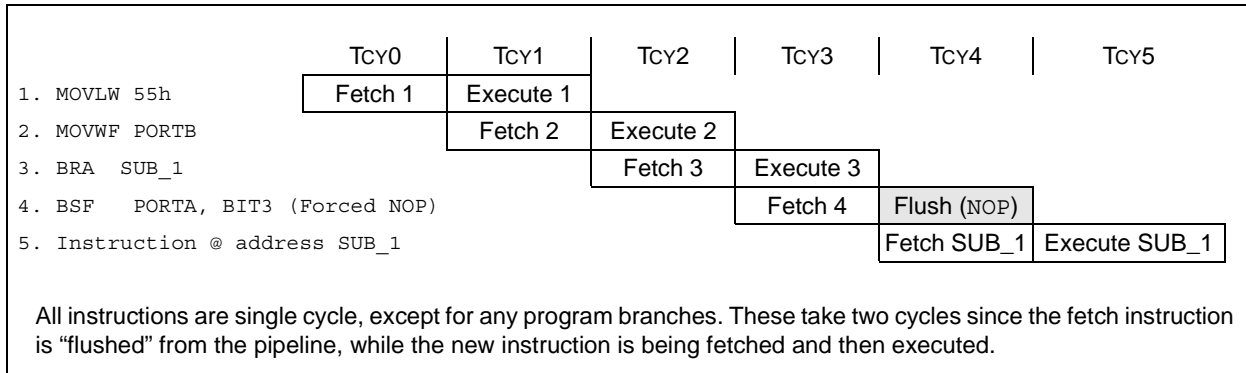 TCY0 TCY1 TCY2 TCY3 TCY4 TCY5
1. MOVLW 55h Fetch 1 Execute 1
2. MOVWF PORTB Fetch 2 Execute 2
3. BRA SUB_1 Fetch 3 Execute 3
4. BSF PORTA, BIT3 (Forced NOP) Fetch 4 Flush (NOP)
5. Instruction @ address SUB_1 Fetch SUB_1 Execute SUB_1
All instructions are single cycle, except for any program branches. These take two cycles since the fetch instruction
is “flushed” from the pipeline, while the new instruction is being fetched and then executed.